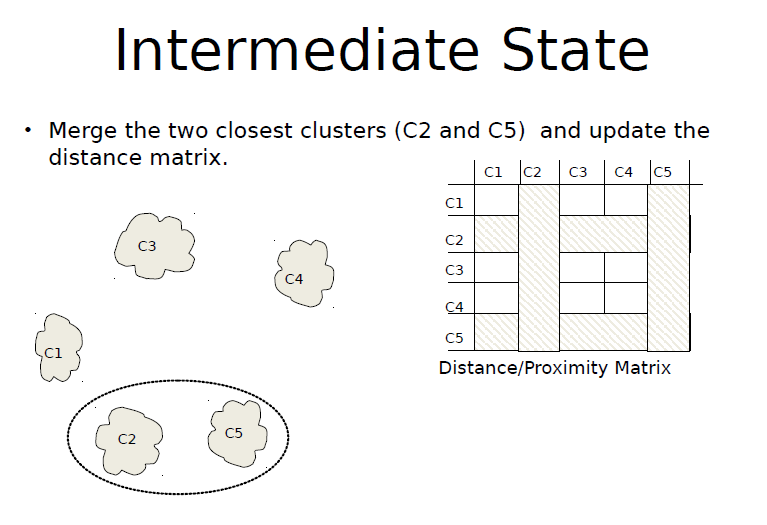 Intermediate State
• Merge the two closest clusters (C2 and C5)  and update the
distance matrix.
C1 C2 C3 C4 C5
C1
C2
C3
C4
C5
Distance/Proximity Matrix
C3
C4
C1
C2
C5